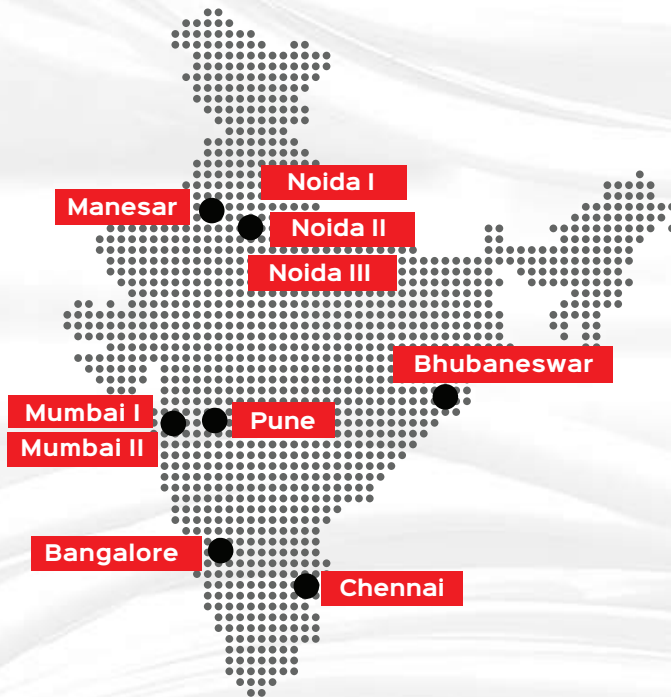 Noida I
Manesar
Noida II
Noida III
Bhubaneswar
Mumbai I
Pune
Mumbai II
Bangalore
Chennai